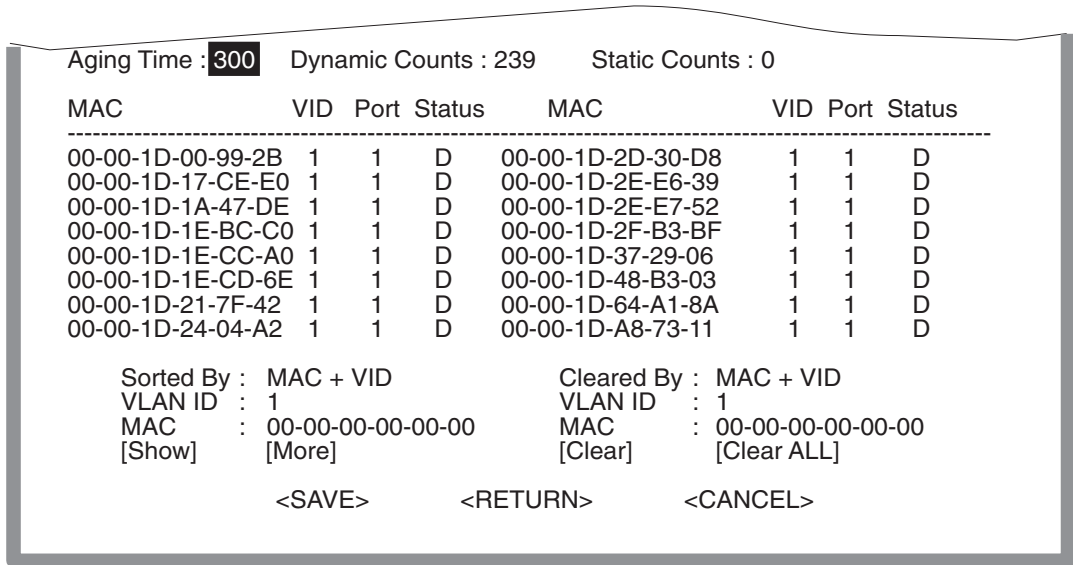 Aging Time : 300 Dynamic Counts : 239 Static Counts : 0
MAC VID Port Status MAC VID Port Status
00-00-1D-00-99-2B 1 1 D 00-00-1D-2D-30-D8 1 1 D
00-00-1D-17-CE-E0 1 1 D 00-00-1D-2E-E6-39 1 1 D
00-00-1D-1A-47-DE 1 1 D 00-00-1D-2E-E7-52 1 1 D
00-00-1D-1E-BC-C0 1 1 D 00-00-1D-2F-B3-BF 1 1 D
00-00-1D-1E-CC-A0 1 1 D 00-00-1D-37-29-06 1 1 D
00-00-1D-1E-CD-6E 1 1 D 00-00-1D-48-B3-03 1 1 D
00-00-1D-21-7F-42 1 1 D 00-00-1D-64-A1-8A 1 1 D
00-00-1D-24-04-A2 1 1 D 00-00-1D-A8-73-11 1 1 D
Sorted By : MAC + VID Cleared By : MAC + VID
VLAN ID : 1 VLAN ID : 1
MAC : 00-00-00-00-00-00 MAC : 00-00-00-00-00-00
[Show] [More] [Clear] [Clear ALL]
<SAVE> <RETURN> <CANCEL>